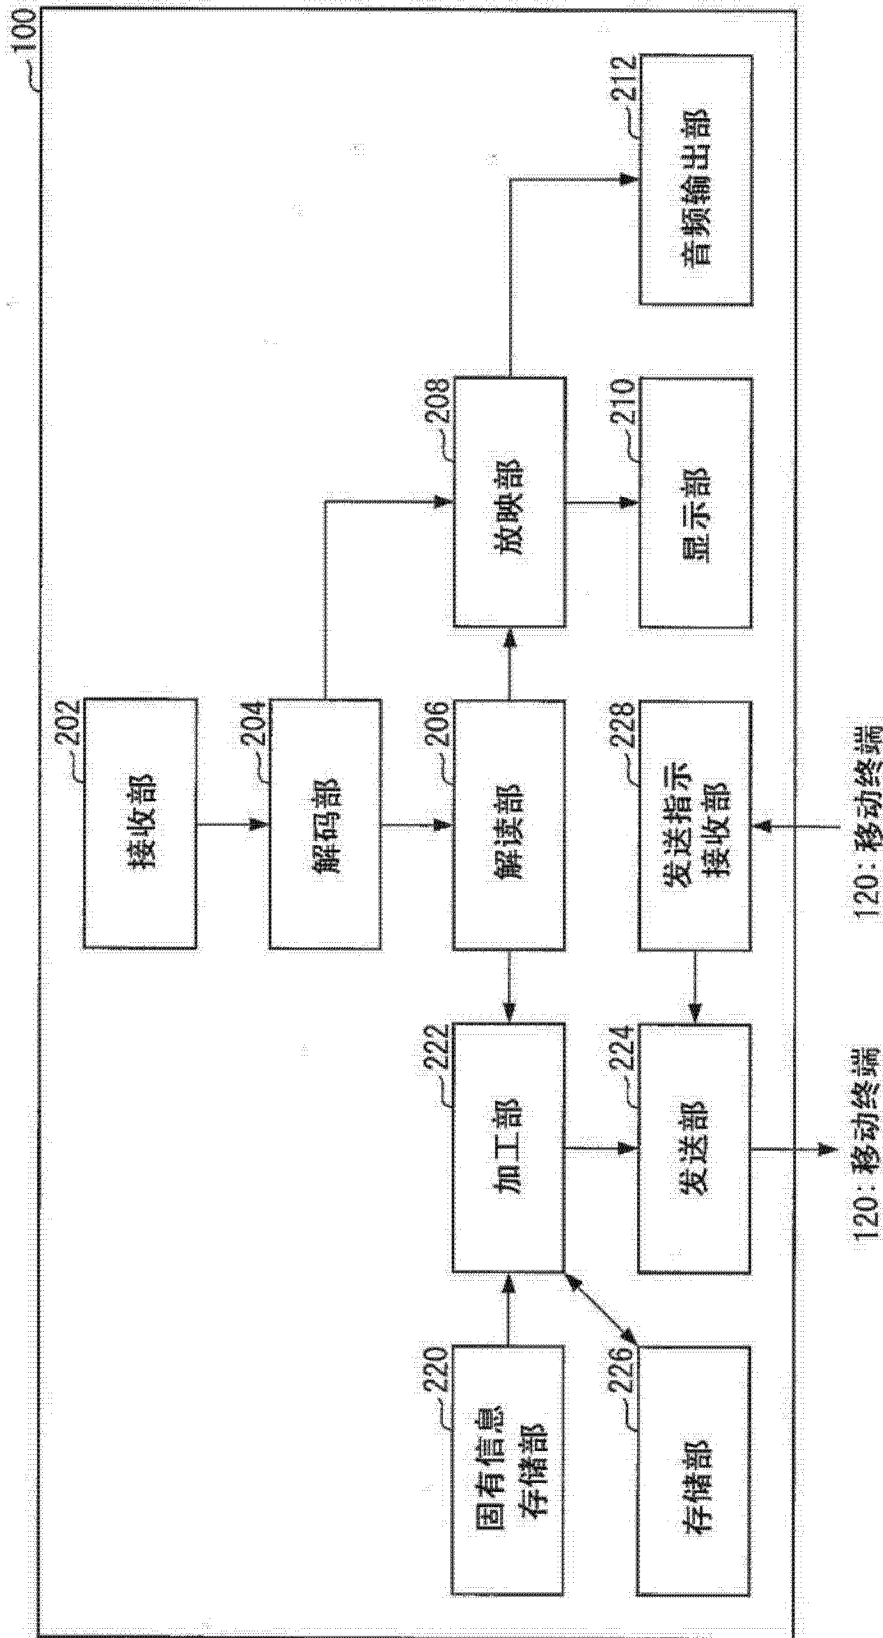 100
202
接收部
204
解码部
220
固有信息
存储部
222
加工部
206
解读部
208
放映部
226
存储部
224
发送部
228
发送指示
接收部
210
显示部
212
音频输出部
120:移动终端
120:移动终端